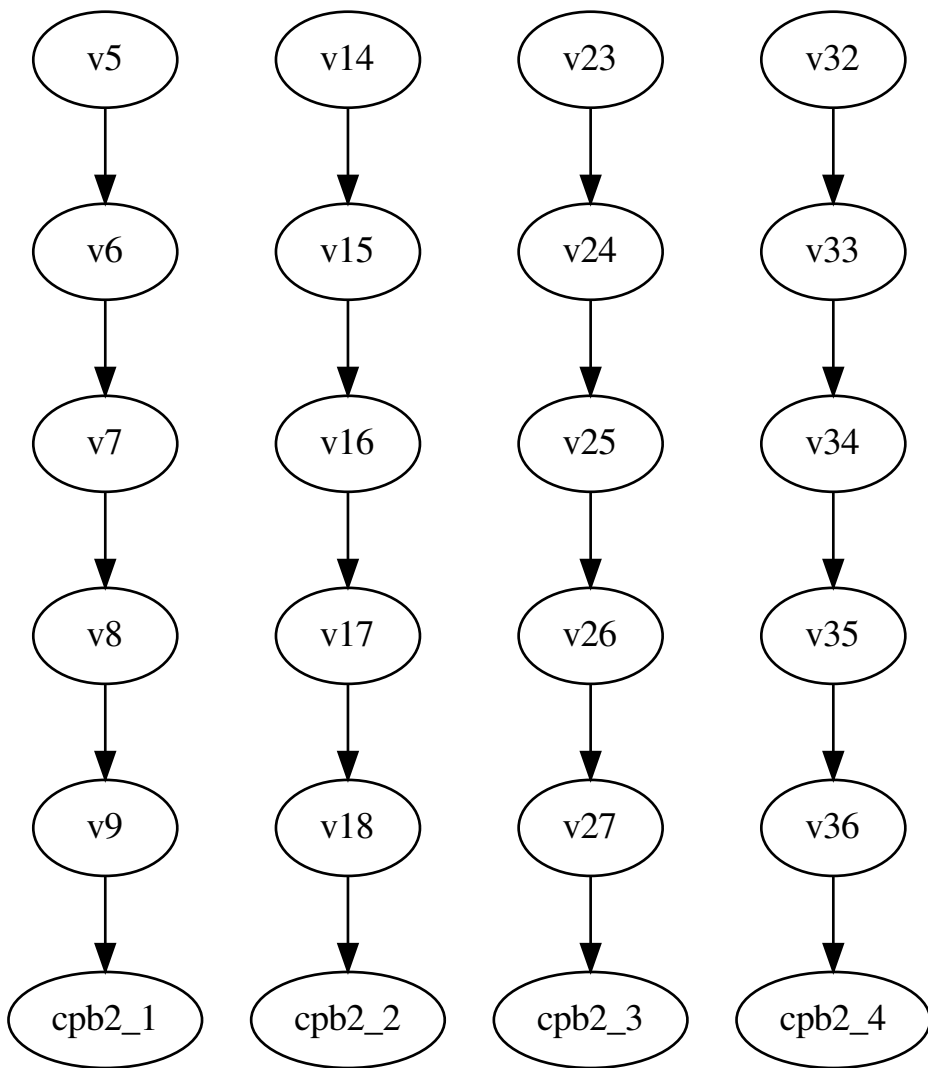 v5 v14 v23 v32
v6 v15 v24 v33
v7 v16 v25 v34
v8 v17 v26 v35
v9 v18 v27 v36
cpb2_1 cpb2_2 cpb2_3 cpb2_4